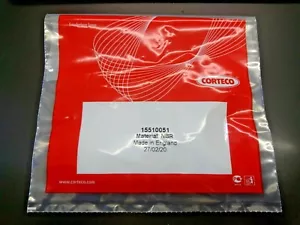 CORTECO
15510051
Material: NBR
Made in England
27/02/20
www.corteco.com